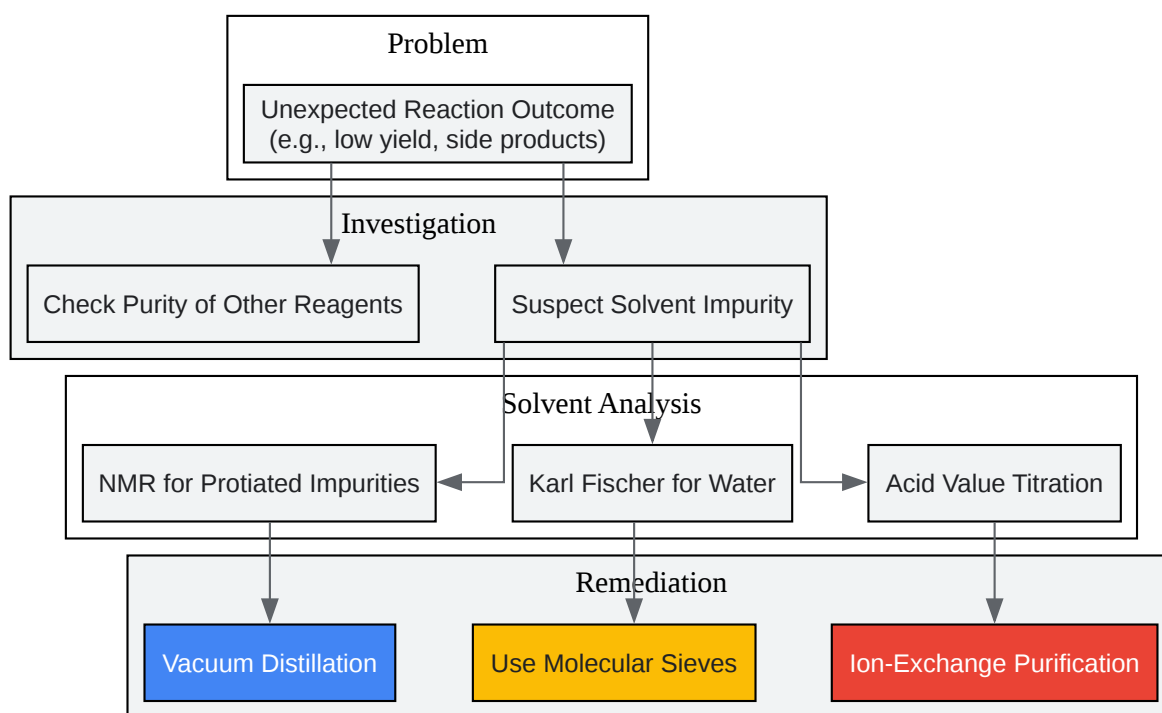 Problem
Unexpected Reaction Outcome
(e.g., low yield, side products)
Investigation
Check Purity of Other Reagents
Suspect Solvent Impurity
Solvent Analysis
NMR for Protiated Impurities
Karl Fischer for Water
Acid Value Titration
Remediation
Vacuum Distillation
Use Molecular Sieves
Ion-Exchange Purification